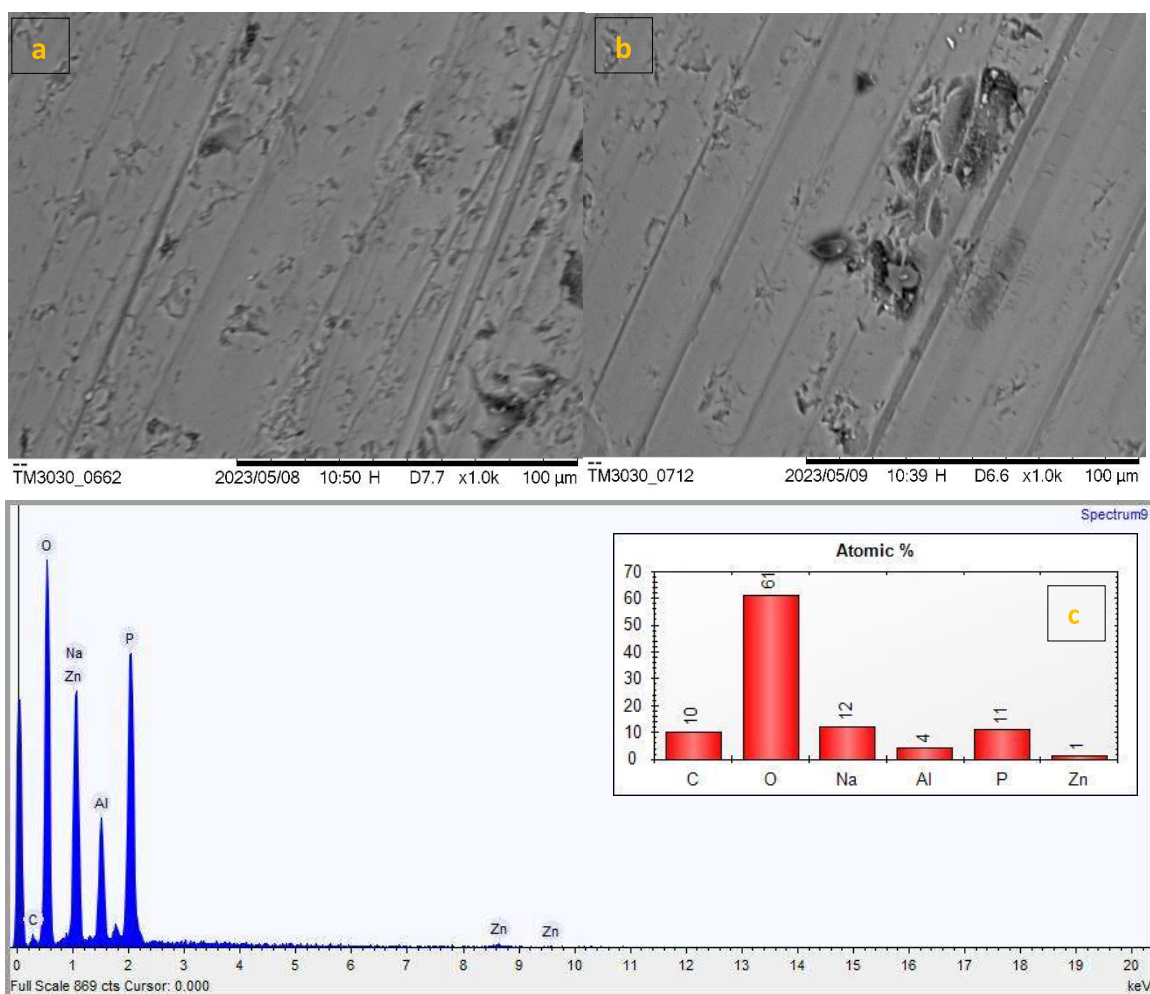 a
b
TM3030_0662 2023/05/08 10:50 H D7.7 x1.0k 100 µm
TM3030_0712 2023/05/09 10:39 H D6.6 x1.0k 100 µm
Spectrum9
Atomic %
c
70
60
50
40
30
20
10
0
10
61
12
4
11
1
C O Na Al P Zn
O
Na
Zn
P
Al
C
Zn
Zn
0 1 2 3 4 5 6 7 8 9 10 11 12 13 14 15 16 17 18 19 20
Full Scale 869 cts Cursor: 0.000
keV